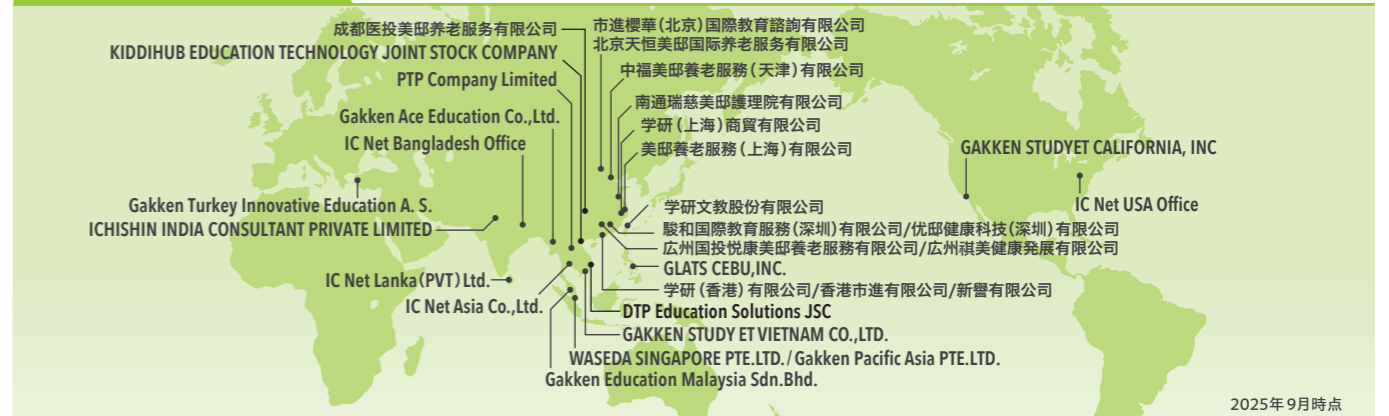 成都医投美邸养老服务有限公司
KIDDIHUB EDUCATION TECHNOLOGY JOINT STOCK COMPANY
PTP Company Limited
Gakken Ace Education Co.,Ltd.
IC Net Bangladesh Office
Gakken Turkey Innovative Education A. S.
ICHISHIN INDIA CONSULTANT PRIVATE LIMITED
IC Net Lanka(PVT) Ltd.
IC Net Asia Co.,Ltd.
市進櫻華(北京)国際教育諮詢有限公司
北京天恒美邸国际养老服务有限公司
中福美邸養老服務(天津)有限公司
南通瑞慈美邸護理院有限公司
学研(上海)商貿有限公司
美邸養老服務(上海)有限公司
学研文教股份有限公司
駿和国際教育服務(深圳)有限公司/优邸健康科技(深圳)有限公司
広州国投悦康美邸養老服務有限公司/広州祺美健康発展有限公司
GLATS CEBU,INC.
学研(香港)有限公司/香港市進有限公司/新譽有限公司
DTP Education Solutions JSC
GAKKEN STUDY ET VIETNAM CO.,LTD.
WASEDA SINGAPORE PTE.LTD./Gakken Pacific Asia PTE.LTD.
Gakken Education Malaysia Sdn.Bhd.
GAKKEN STUDYET CALIFORNIA, INC
IC Net USA Office
2025年9月時点